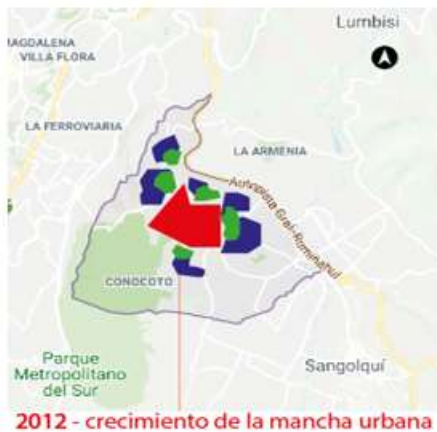 Lumbisi
MAGDALENA
VILLA FLORA
LA FERROVIARIA
LA ARMENIA
Autopista Gral-Ruminahui
CONOCOTO
Parque
Metropolitano
del Sur
Sangolquí
2012 - crecimiento de la mancha urbana